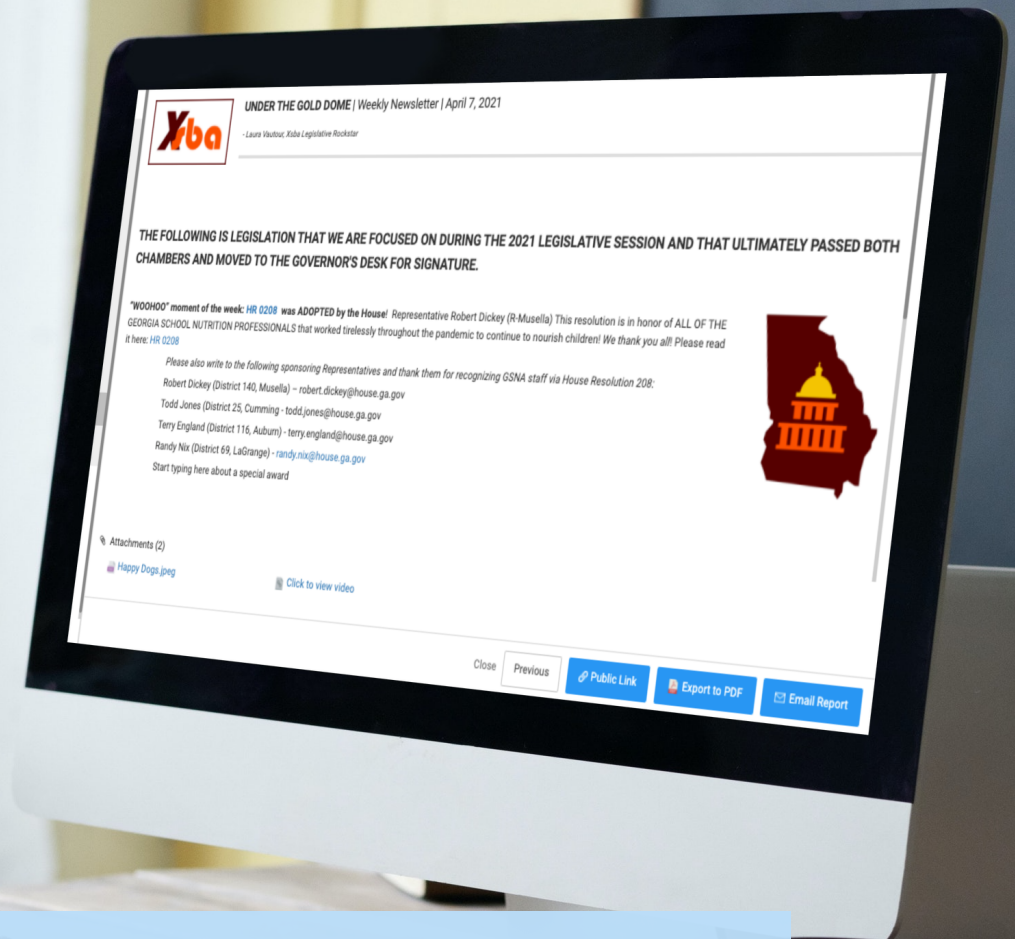 Xsba
UNDER THE GOLD DOME | Weekly Newsletter | April 7, 2021
- Laura Vautour, Xsba Legislative Rockstar
THE FOLLOWING IS LEGISLATION THAT WE ARE FOCUSED ON DURING THE 2021 LEGISLATIVE SESSION AND THAT ULTIMATELY PASSED BOTH
CHAMBERS AND MOVED TO THE GOVERNOR'S DESK FOR SIGNATURE.
"WOOHOO" moment of the week: HR 0208 was ADOPTED by the House! Representative Robert Dickey (R-Musella) This resolution is in honor of ALL OF THE
GEORGIA SCHOOL NUTRITION PROFESSIONALS that worked tirelessly throughout the pandemic to continue to nourish children! We thank you all! Please read
it here: HR 0208
Please also write to the following sponsoring Representatives and thank them for recognizing GSNA staff via House Resolution 208:
Robert Dickey (District 140, Musella) – robert.dickey@house.ga.gov
Todd Jones (District 25, Cumming - todd.jones@house.ga.gov
Terry England (District 116, Auburn) - terry.england@house.ga.gov
Randy Nix (District 69, LaGrange) - randy.nix@house.ga.gov
Start typing here about a special award
Attachments (2)
Happy Dogs.jpeg
Click to view video
Close Previous Public Link Export to PDF Email Report